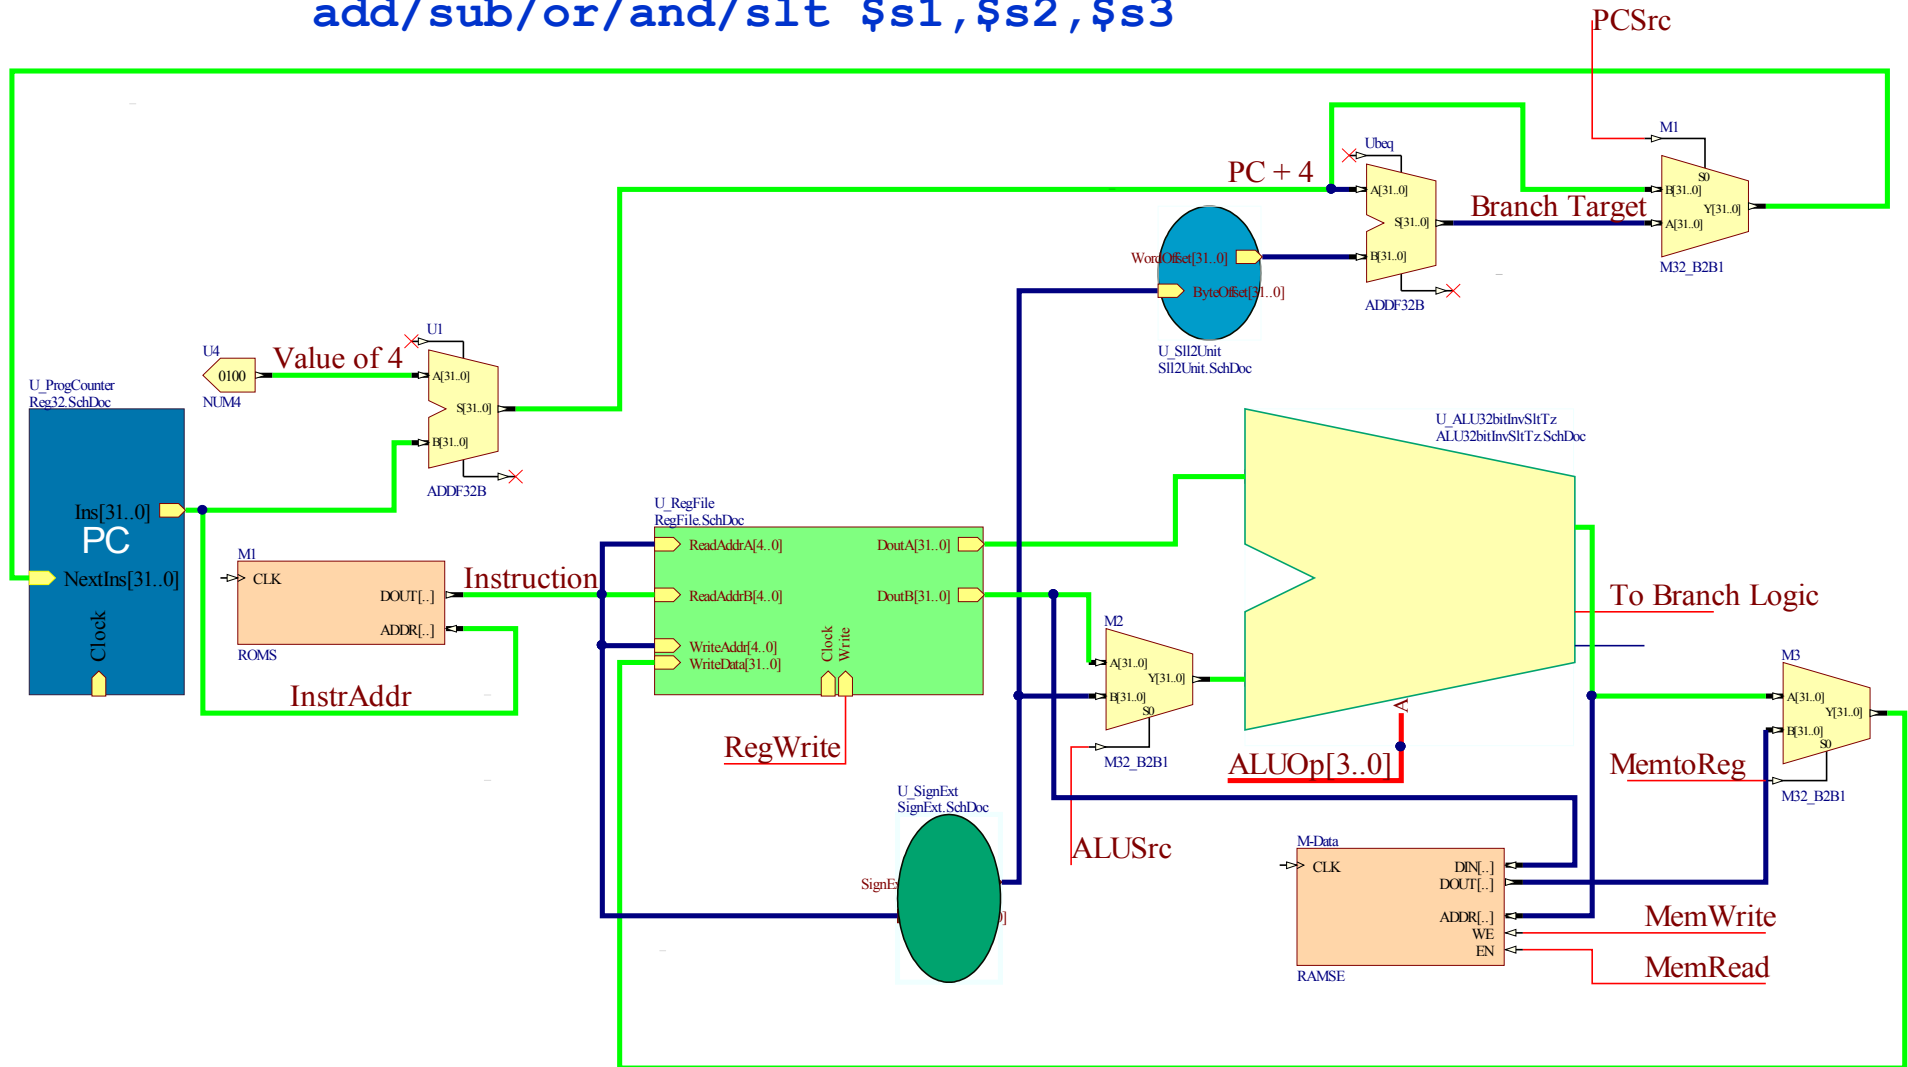 add/sub/or/and/slt $s1,$s2,$s3
PCSrc
M1
S0
B[31..0]
Y[31..0]
A[31..0]
M32_B2B1
Ubeq
PC + 4
A[31..0]
S[31..0]
B[31..0]
ADDF32B
Branch Target
WordOffset[31..0]
ByteOffset[31..0]
U_Sll2Unit
Sll2Unit.SchDoc
U1
U4
Value of 4
0100
NUM4
A[31..0]
S[31..0]
B[31..0]
ADDF32B
U_ProgCounter
Reg32.SchDoc
Ins[31..0]
PC
NextIns[31..0]
Clock
M1
CLK
DOUT[..]
ADDR[..]
ROMS
Instruction
InstrAddr
U_RegFile
RegFile.SchDoc
ReadAddrA[4..0]
DoutA[31..0]
ReadAddrB[4..0]
DoutB[31..0]
WriteAddr[4..0]
WriteData[31..0]
Clock
Write
RegWrite
M2
A[31..0]
Y[31..0]
B[31..0]
S0
M32_B2B1
ALUSrc
U_ALU32bitInvSltTz
ALU32bitInvSltTz.SchDoc
A
ALUOp[3..0]
To Branch Logic
M3
A[31..0]
Y[31..0]
B[31..0]
S0
MemtoReg
M32_B2B1
U_SignExt
SignExt.SchDoc
M-Data
CLK
DIN[..]
DOUT[..]
ADDR[..]
WE
EN
RAMSE
MemWrite
MemRead